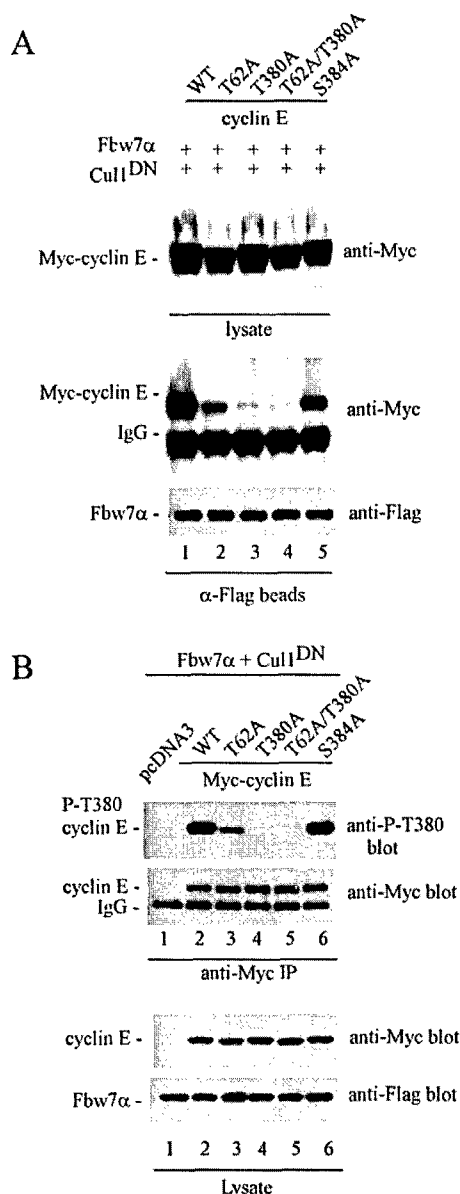 A
WT T62A T380A T62A/T380A S384A
cyclin E
Fbw7α + + + + +
Cul1DN + + + + +
Myc-cyclin E - anti-Myc
lysate
Myc-cyclin E - anti-Myc
IgG -
Fbw7α - anti-Flag
1 2 3 4 5
α-Flag beads
B
Fbw7α + Cul1DN
pcDNA3 WT T62A T380A T62A/T380A S384A
Myc-cyclin E
P-T380
cyclin E - anti-P-T380
blot
cyclin E - anti-Myc blot
IgG -
1 2 3 4 5 6
anti-Myc IP
cyclin E - anti-Myc blot
Fbw7α - anti-Flag blot
1 2 3 4 5 6
Lysate